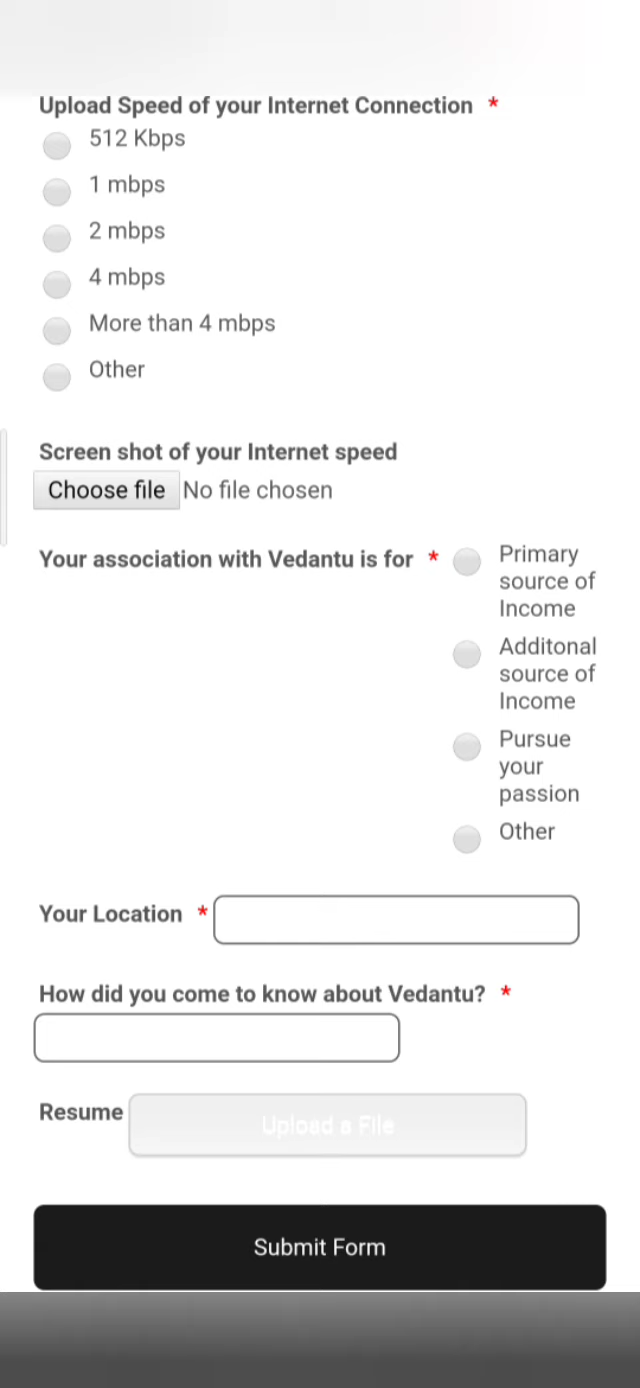 Upload Speed of your Internet Connection *
512 Kbps
1 mbps
2 mbps
4 mbps
More than 4 mbps
Other
Screen shot of your Internet speed
Choose file No file chosen
Your association with Vedantu is for *
Primary
source of
Income
Additonal
source of
Income
Pursue
your
passion
Other
Your Location *
How did you come to know about Vedantu? *
Resume Upload a File
Submit Form